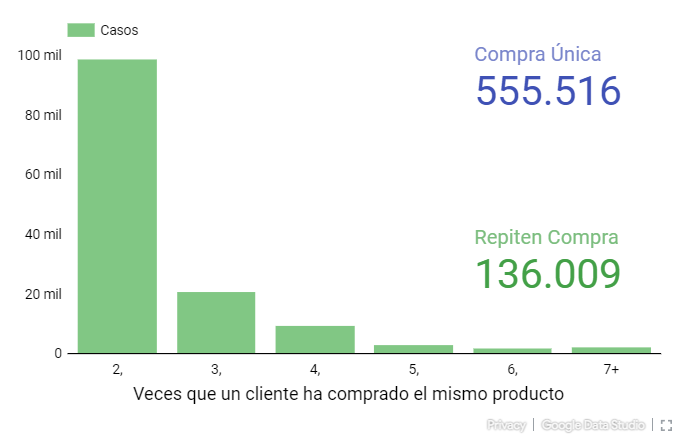 Casos
100 mil
80 mil
60 mil
40 mil
20 mil
0
2,
3,
4,
5,
6,
7+
Veces que un cliente ha comprado el mismo producto
Compra Única
555.516
Repiten Compra
136.009
Privacy
Google Data Studio